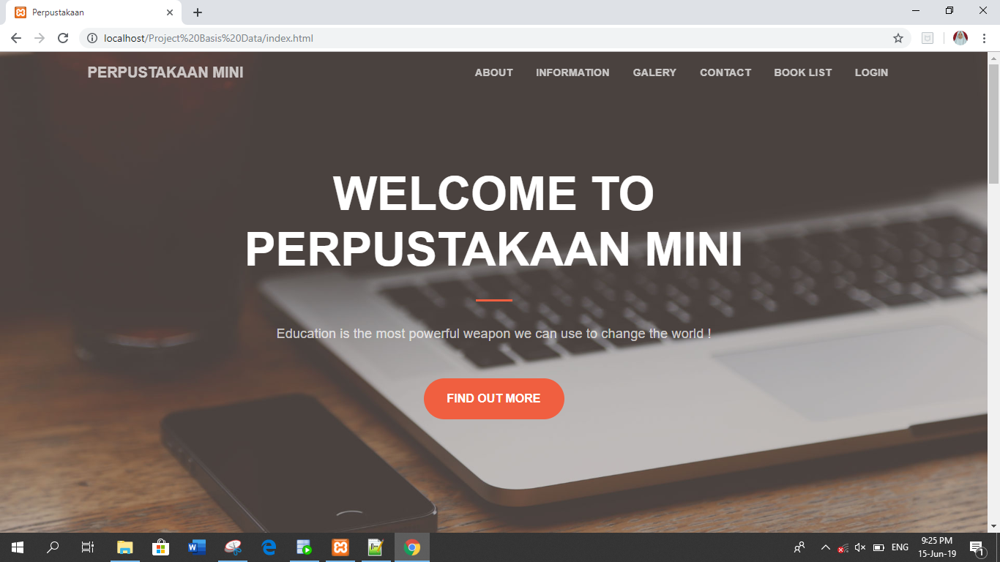 Perpustakaan
localhost/Project%20Basis%20Data/index.html
PERPUSTAKAAN MINI
ABOUT INFORMATION GALERY CONTACT BOOK LIST LOGIN
WELCOME TO
PERPUSTAKAAN MINI
Education is the most powerful weapon we can use to change the world !
FIND OUT MORE
ENG
9:25 PM
15-Jun-19
1